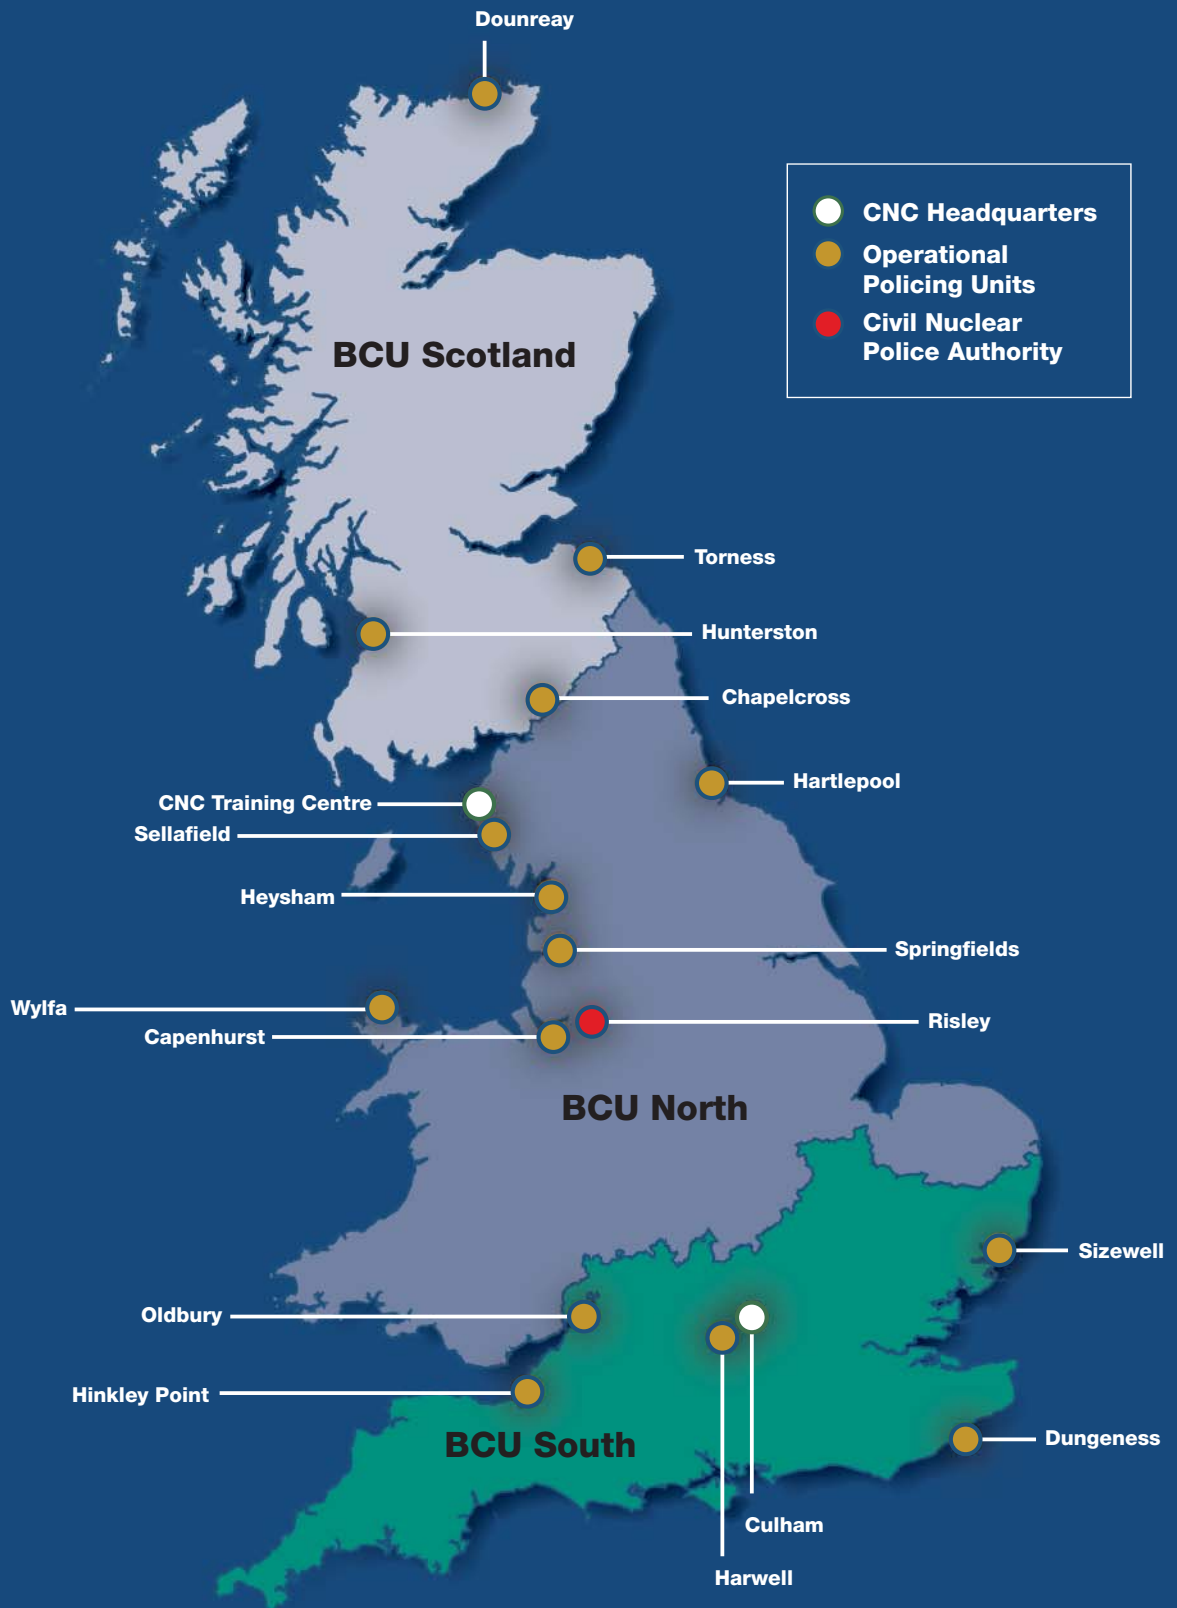 Dounreay
CNC Headquarters
Operational
Policing Units
Civil Nuclear
Police Authority
BCU Scotland
Torness
Hunterston
Chapelcross
Hartlepool
CNC Training Centre
Sellafield
Heysham
Springfields
Wylfa
Risley
Capenhurst
BCU North
Sizewell
Oldbury
Hinkley Point
BCU South
Dungeness
Culham
Harwell